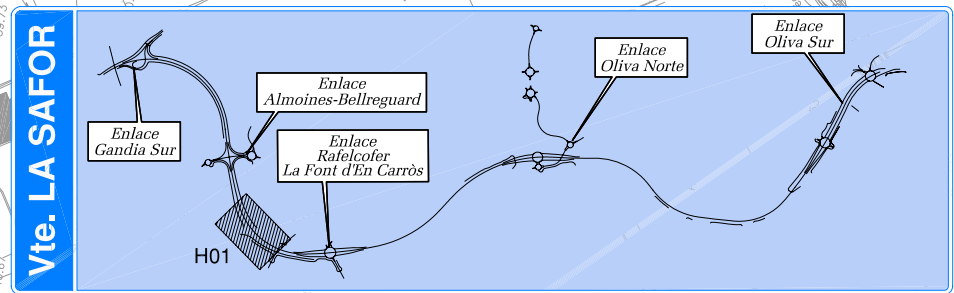 Vte. LA SAFOR
Enlace
Gandia Sur
Enlace
Almoines-Bellreguard
Enlace
Rafelcofer
La Font d'En Carròs
H01
Enlace
Oliva Norte
Enlace
Oliva Sur